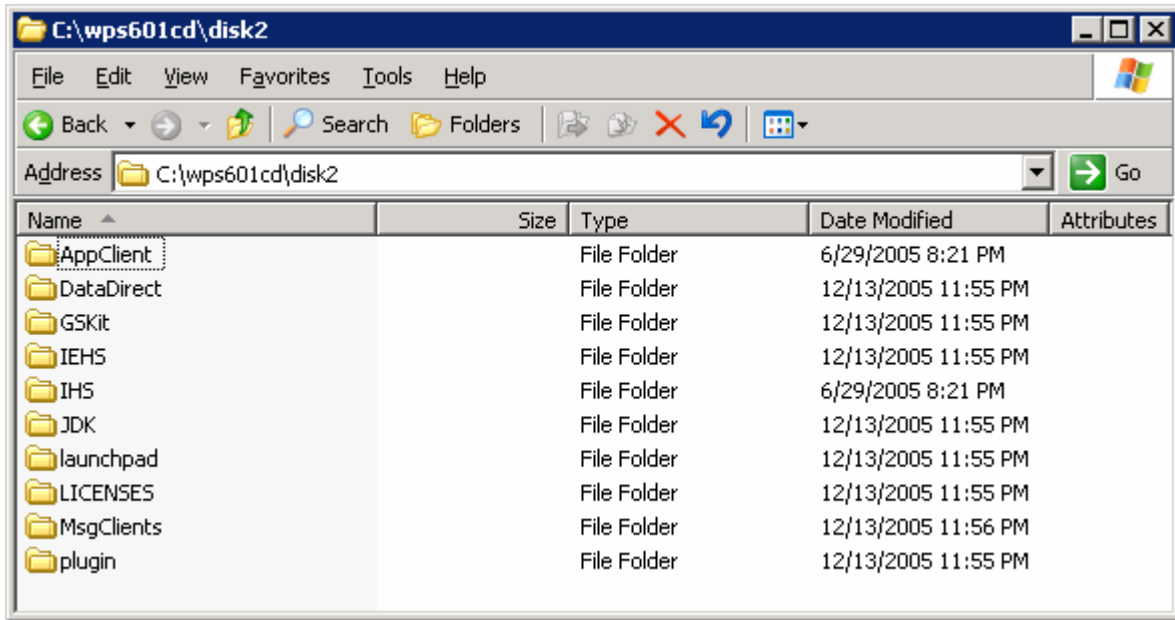 C:\wps601cd\disk2
File Edit View Favorites Tools Help
Back Search Folders
Address C:\wps601cd\disk2 Go
Name Size Type Date Modified Attributes
AppClient File Folder 6/29/2005 8:21 PM
DataDirect File Folder 12/13/2005 11:55 PM
GSKit File Folder 12/13/2005 11:55 PM
IEHS File Folder 12/13/2005 11:55 PM
IHS File Folder 6/29/2005 8:21 PM
JDK File Folder 12/13/2005 11:55 PM
launchpad File Folder 12/13/2005 11:55 PM
LICENSES File Folder 12/13/2005 11:55 PM
MsgClients File Folder 12/13/2005 11:56 PM
plugin File Folder 12/13/2005 11:55 PM